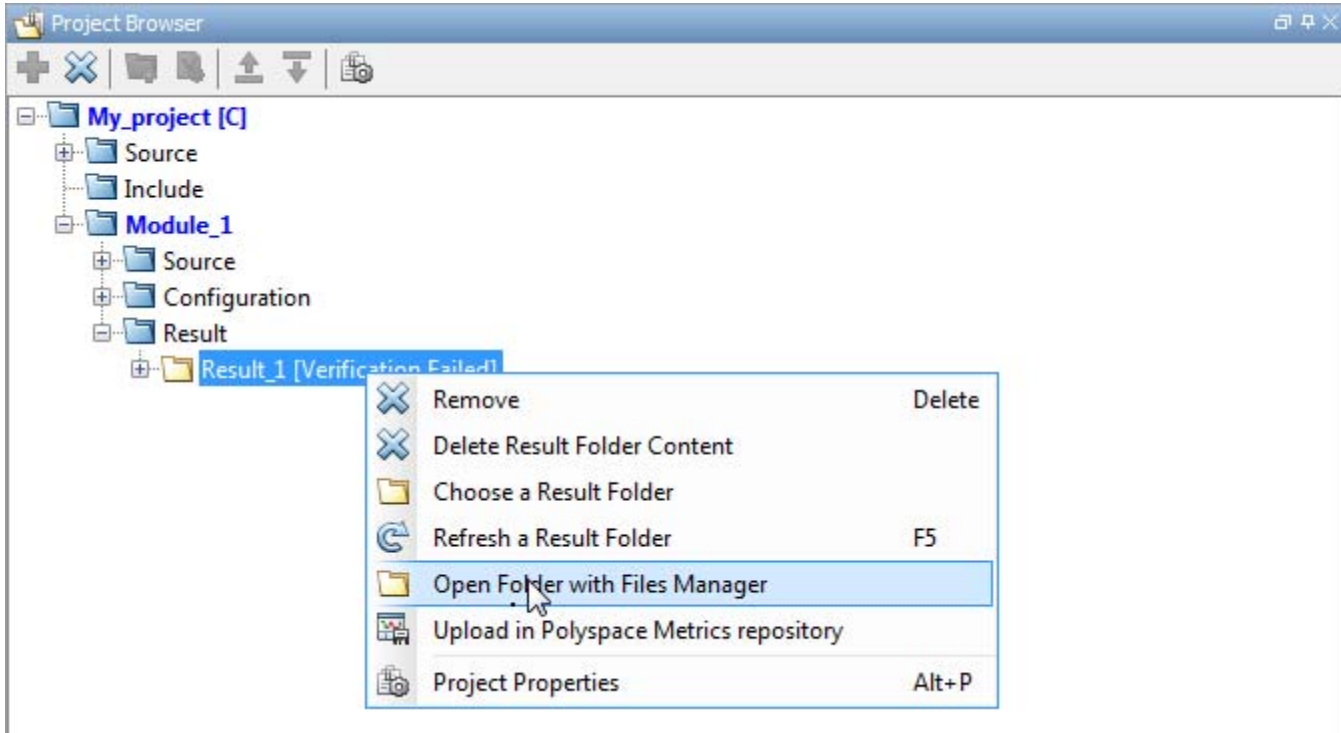 Project Browser
My_project [C]
Source
Include
Module_1
Source
Configuration
Result
Result_1 [Verification Failed]
Remove Delete
Delete Result Folder Content
Choose a Result Folder
Refresh a Result Folder F5
Open Folder with Files Manager
Upload in Polyspace Metrics repository
Project Properties Alt+P